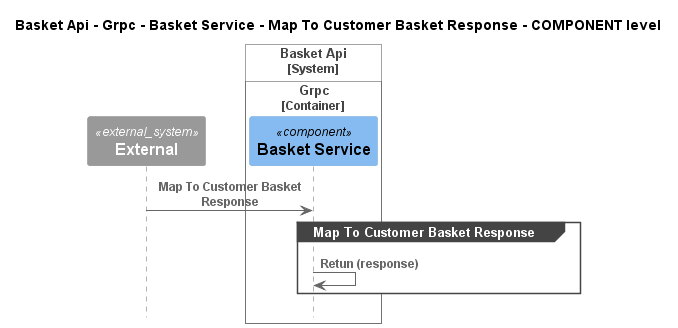 Basket Api - Grpc - Basket Service - Map To Customer Basket Response - COMPONENT level
Basket Api
[System]
Grpc
[Container]
«external_system»
External
«component»
Basket Service
Map To Customer Basket
Response
Map To Customer Basket Response
Retun (response)